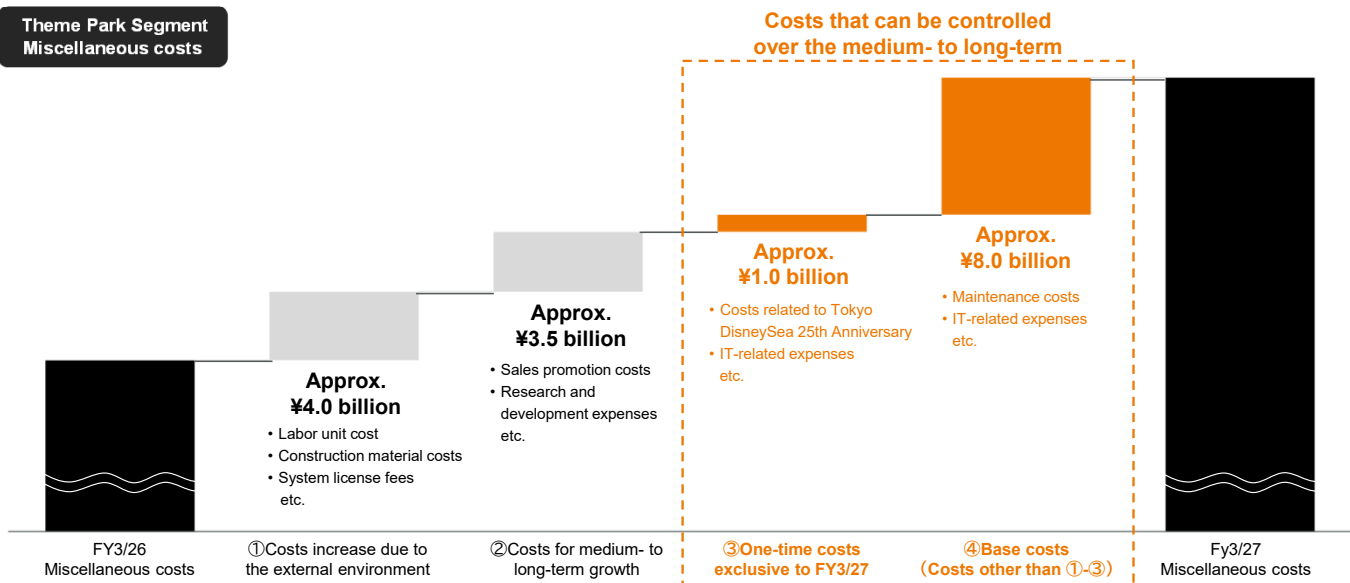 Theme Park Segment
Miscellaneous costs
Costs that can be controlled
over the medium- to long-term
Approx.
¥4.0 billion
• Labor unit cost
• Construction material costs
• System license fees
etc.
Approx.
¥3.5 billion
• Sales promotion costs
• Research and
development expenses
etc.
Approx.
¥1.0 billion
• Costs related to Tokyo
DisneySea 25th Anniversary
• IT-related expenses
etc.
Approx.
¥8.0 billion
• Maintenance costs
• IT-related expenses
etc.
FY3/26
Miscellaneous costs
①Costs increase due to
the external environment
②Costs for medium- to
long-term growth
③One-time costs
exclusive to FY3/27
④Base costs
(Costs other than ①-③)
Fy3/27
Miscellaneous costs